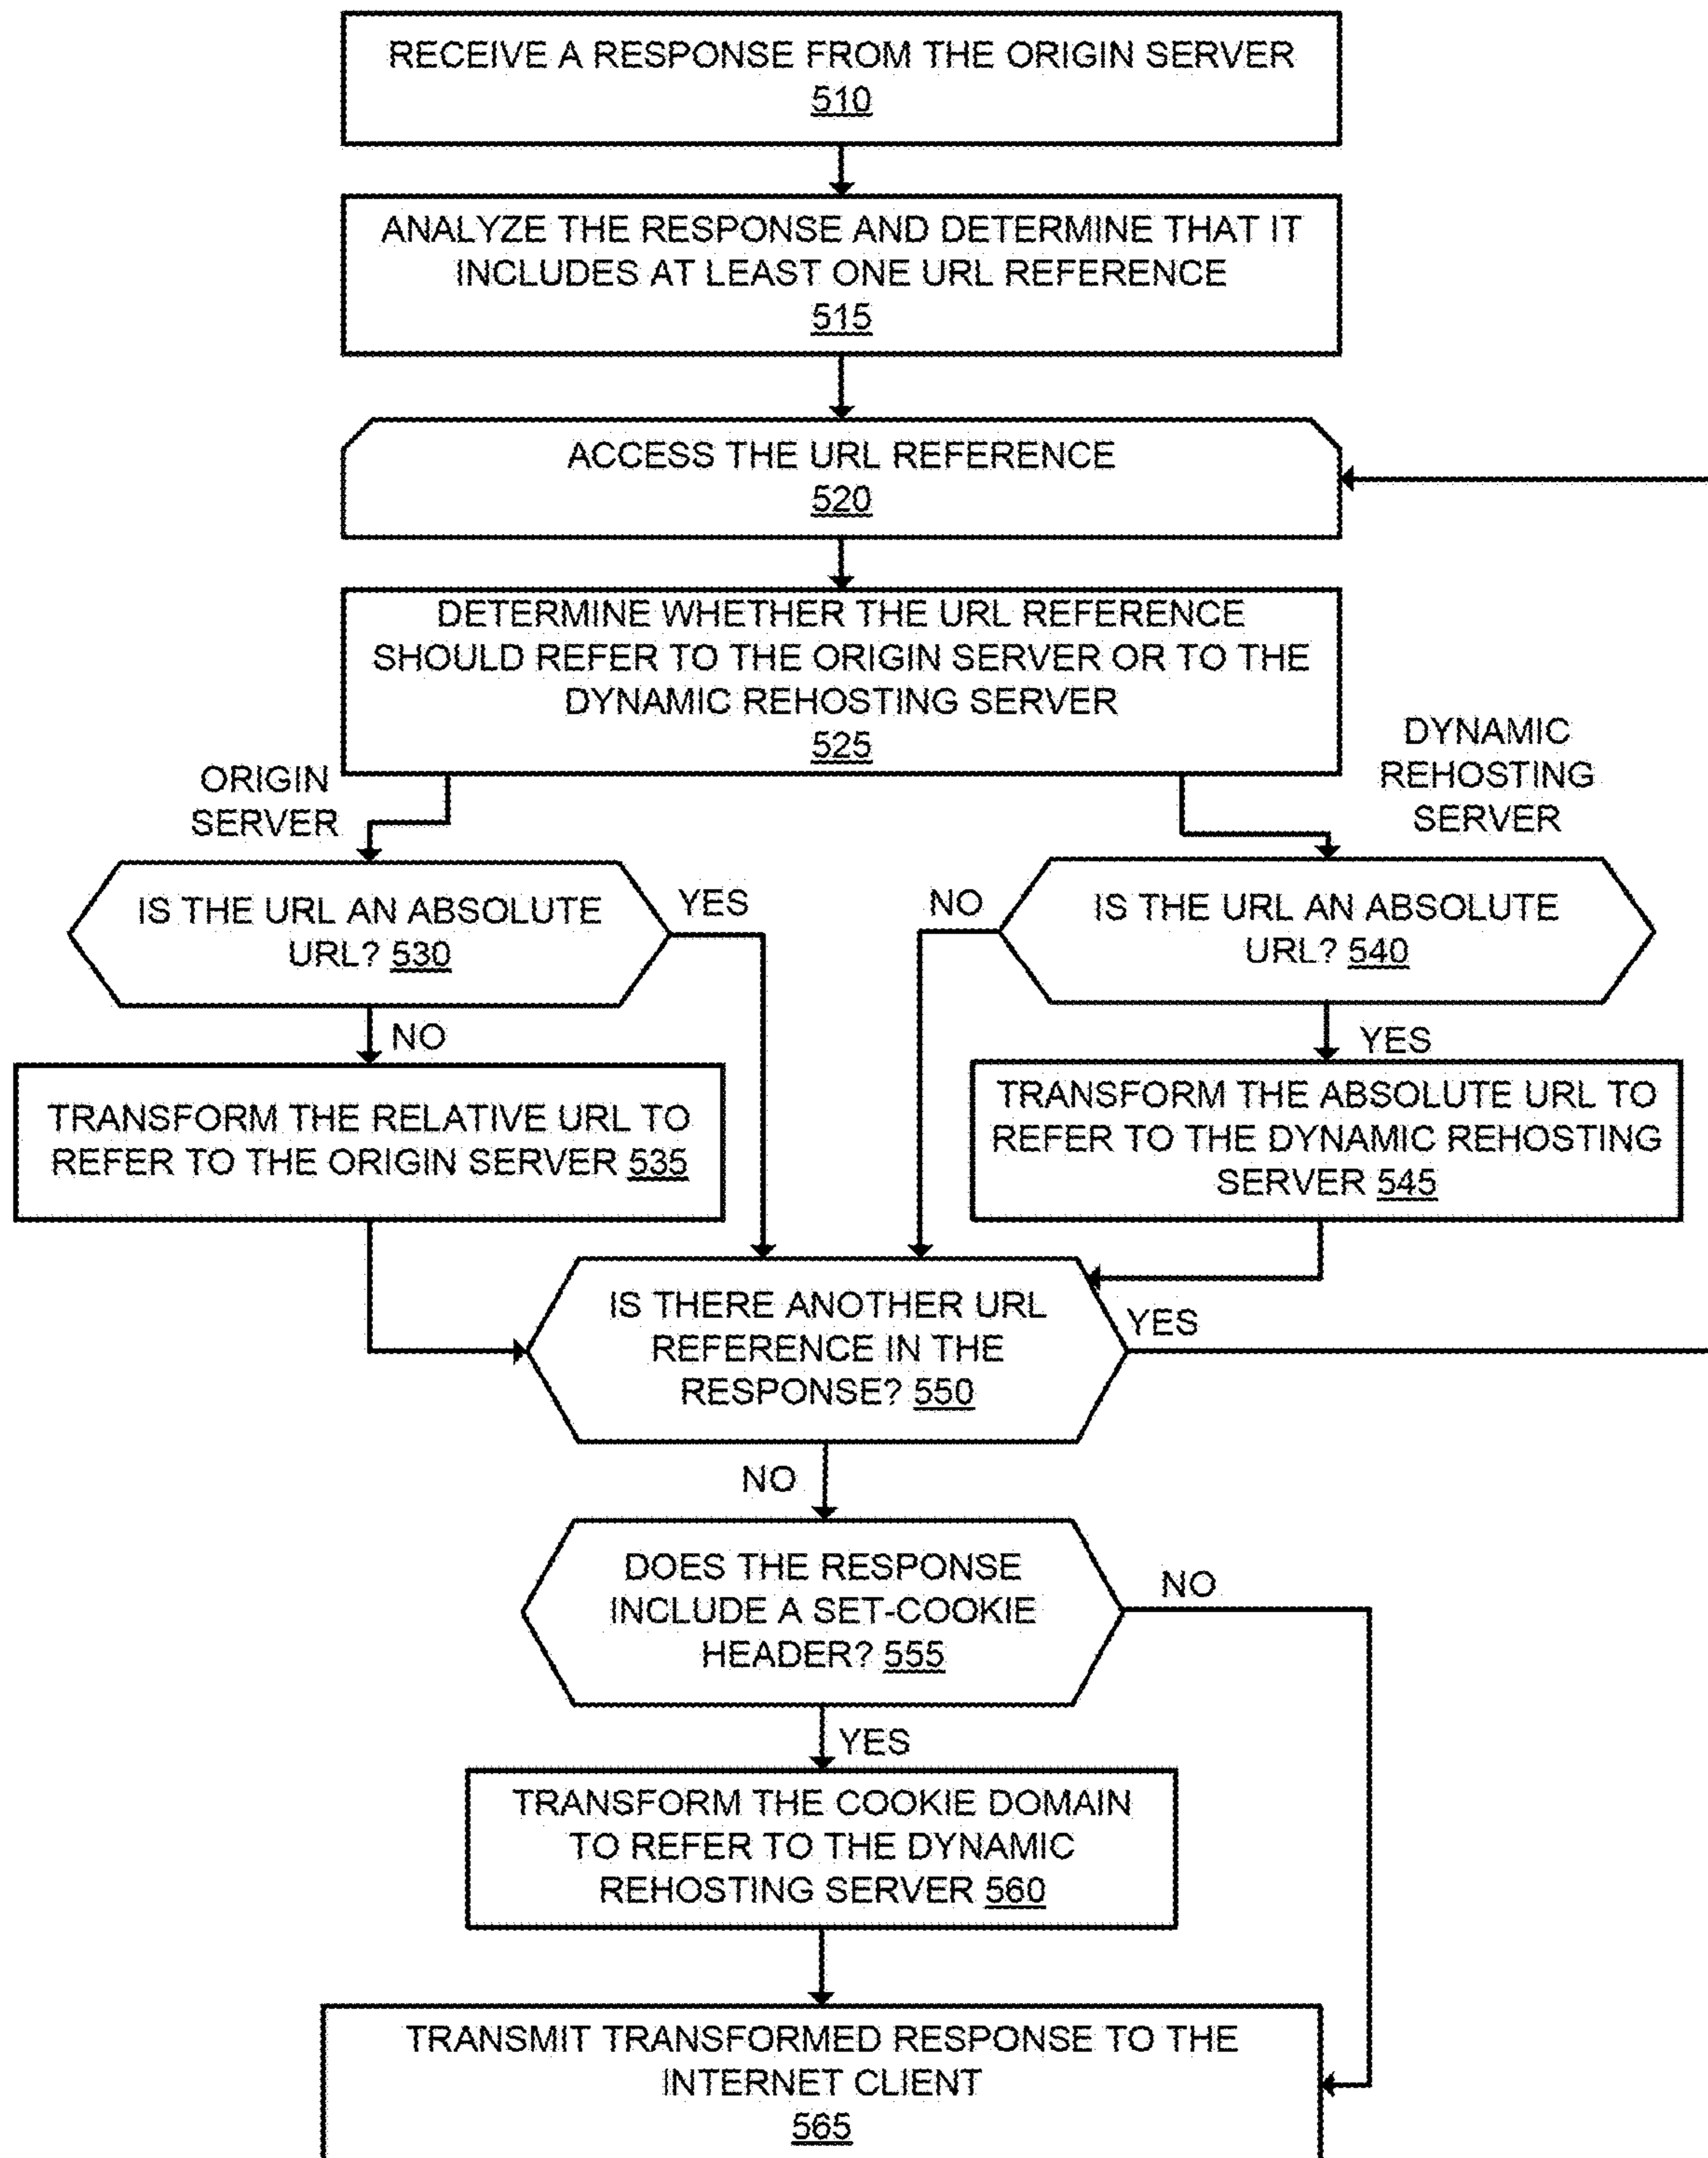 RECEIVE A RESPONSE FROM THE ORIGIN SERVER
510
ANALYZE THE RESPONSE AND DETERMINE THAT IT
INCLUDES AT LEAST ONE URL REFERENCE
515
ACCESS THE URL REFERENCE
520
DETERMINE WHETHER THE URL REFERENCE
SHOULD REFER TO THE ORIGIN SERVER OR TO THE
DYNAMIC REHOSTING SERVER
525
ORIGIN
SERVER
DYNAMIC
REHOSTING
SERVER
IS THE URL AN ABSOLUTE
URL? 530
YES
NO
IS THE URL AN ABSOLUTE
URL? 540
NO
YES
TRANSFORM THE RELATIVE URL TO
REFER TO THE ORIGIN SERVER 535
TRANSFORM THE ABSOLUTE URL TO
REFER TO THE DYNAMIC REHOSTING
SERVER 545
IS THERE ANOTHER URL
REFERENCE IN THE
RESPONSE? 550
YES
NO
DOES THE RESPONSE
INCLUDE A SET-COOKIE
HEADER? 555
NO
YES
TRANSFORM THE COOKIE DOMAIN
TO REFER TO THE DYNAMIC
REHOSTING SERVER 560
TRANSMIT TRANSFORMED RESPONSE TO THE
INTERNET CLIENT
565